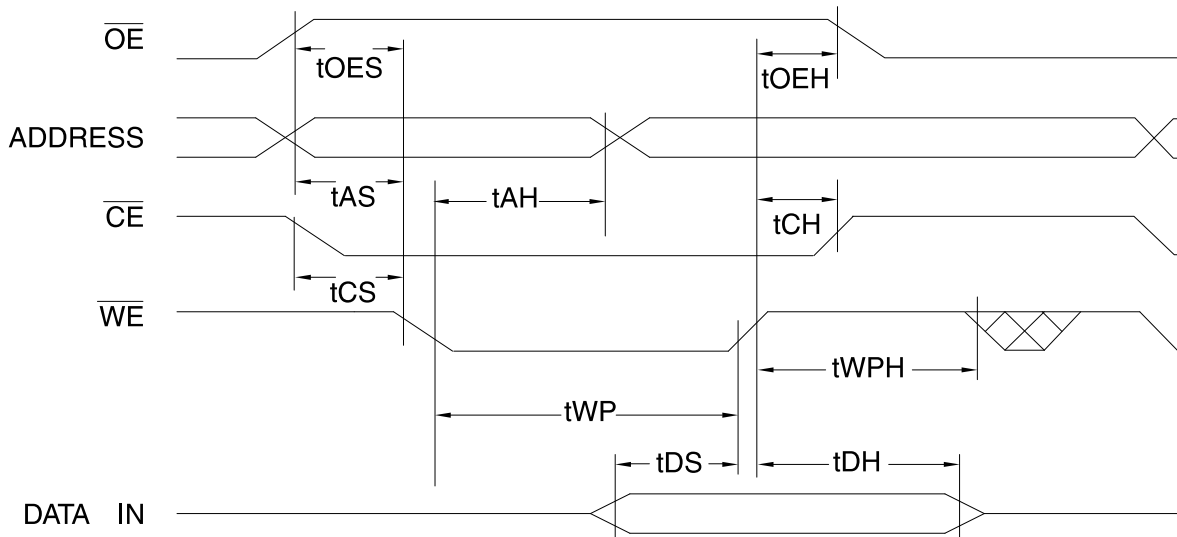 OE
tOES
tOEH
ADDRESS
tAS
tAH
CE
tCH
tCS
WE
tWPH
tWP
tDS
tDH
DATA IN